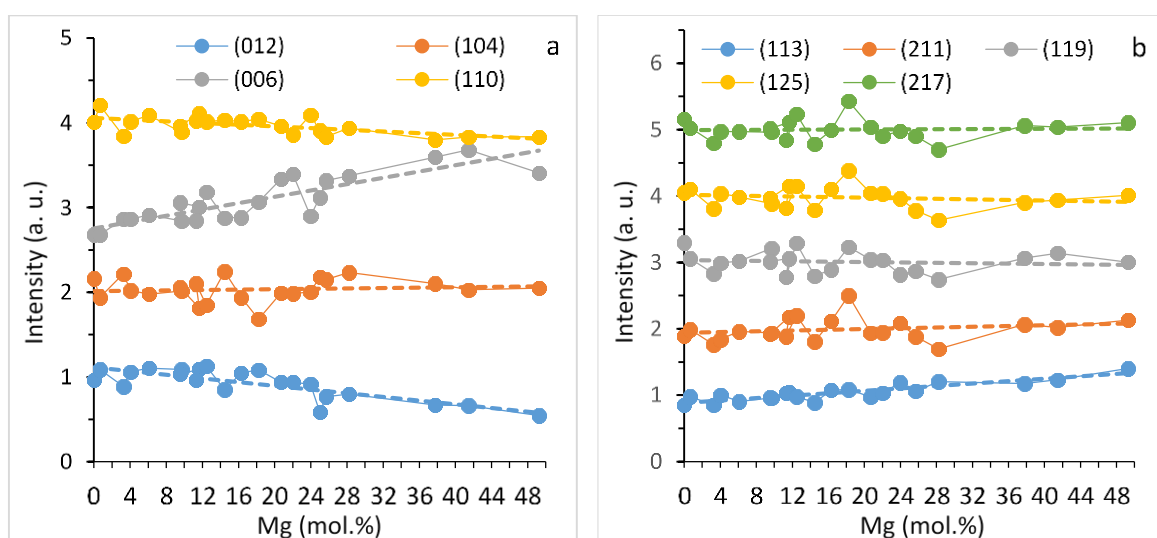 (012) (104) a
(006) (110)
5
4
3
2
1
0
Intensity (a. u.)
0 4 8 12 16 20 24 28 32 36 40 44 48
Mg (mol.%)
(113) (211) (119) b
(125) (217)
6
5
4
3
2
1
0
Intensity (a. u.)
0 4 8 12 16 20 24 28 32 36 40 44 48
Mg (mol.%)